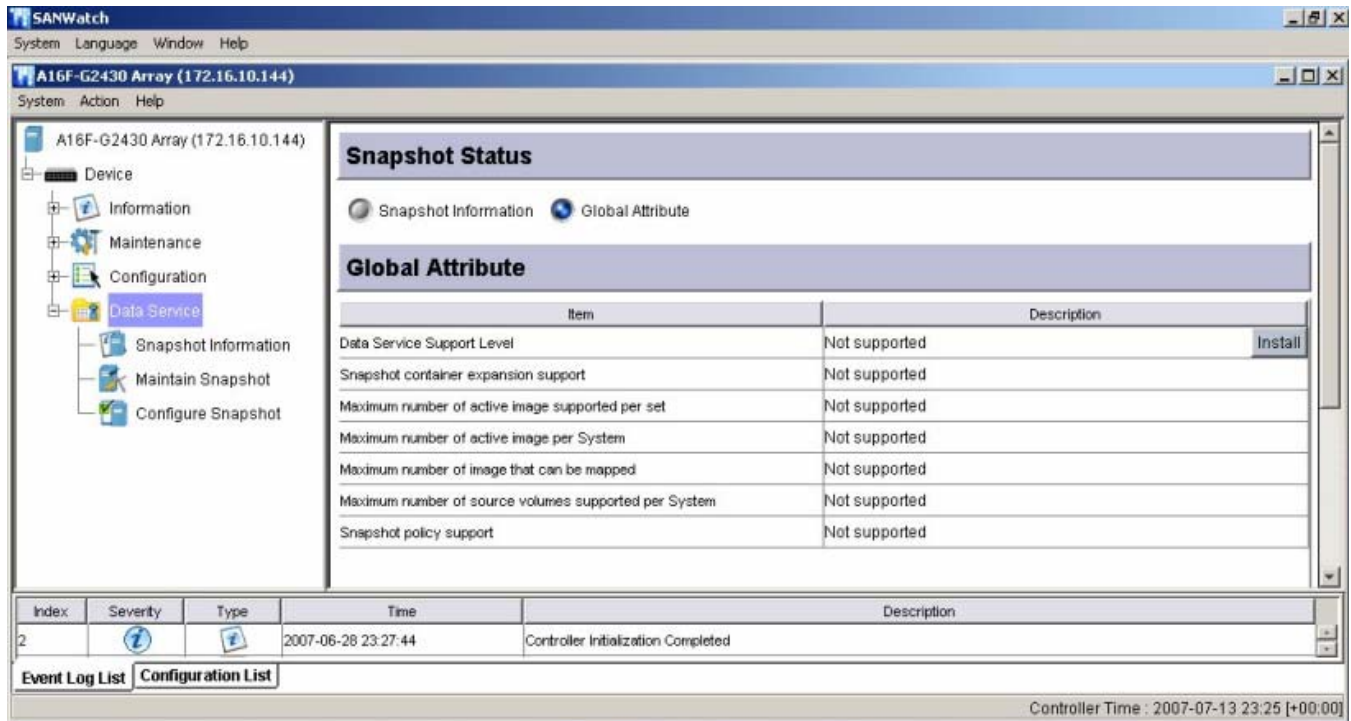 SANWatch
System Language Window Help
A16F-G2430 Array (172.16.10.144)
System Action Help
A16F-G2430 Array (172.16.10.144)
Device
Information
Maintenance
Configuration
Data Service
Snapshot Information
Maintain Snapshot
Configure Snapshot
Snapshot Status
Snapshot Information Global Attribute
Global Attribute
Item Description
Data Service Support Level Not supported Install
Snapshot container expansion support Not supported
Maximum number of active image supported per set Not supported
Maximum number of active image per System Not supported
Maximum number of image that can be mapped Not supported
Maximum number of source volumes supported per System Not supported
Snapshot policy support Not supported
Index Severity Type Time Description
2 2007-06-28 23:27:44 Controller Initialization Completed
Event Log List Configuration List
Controller Time : 2007-07-13 23:25 [+00:00]